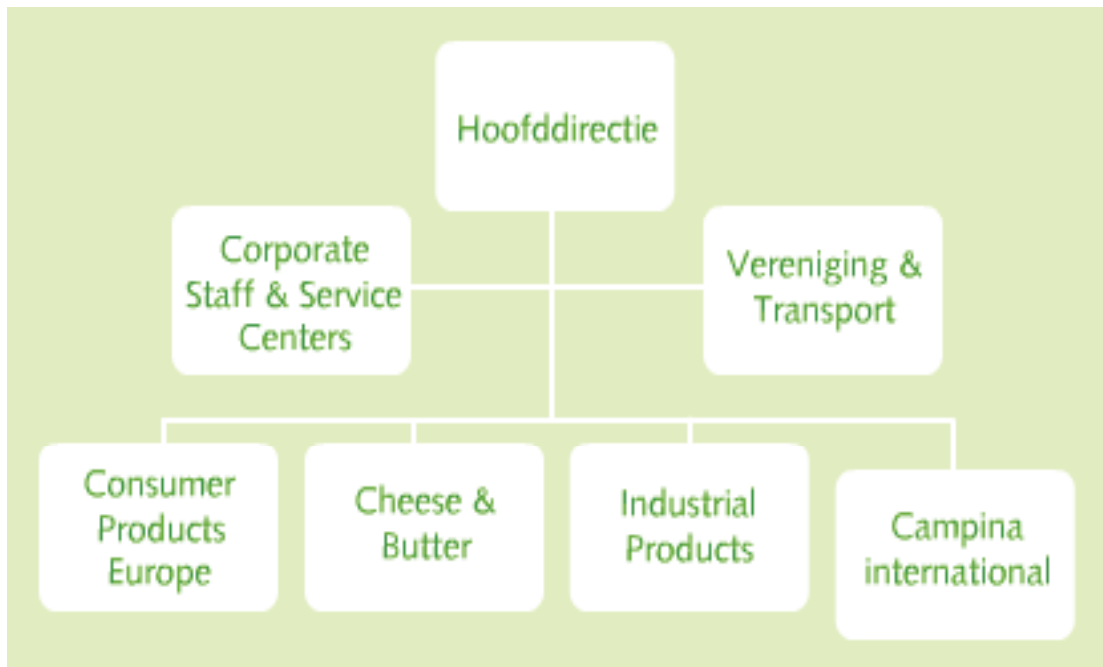 Hoofddirectie
Corporate
Staff & Service
Centers
Vereniging &
Transport
Consumer
Products
Europe
Cheese &
Butter
Industrial
Products
Campina
international